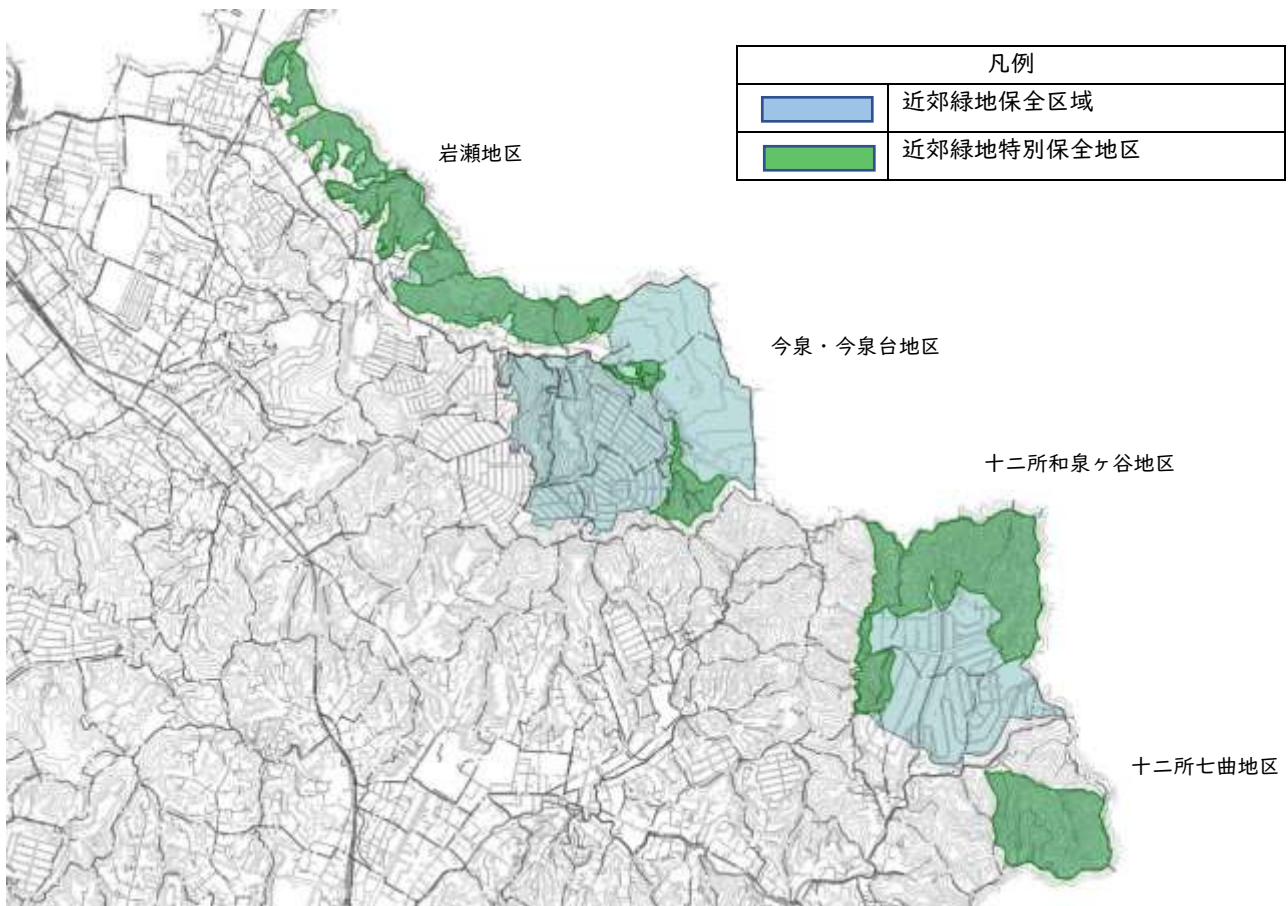 凡例
近郊緑地保全区域
近郊緑地特別保全地区
岩瀬地区
今泉・今泉台地区
十二所和泉ヶ谷地区
十二所七曲地区